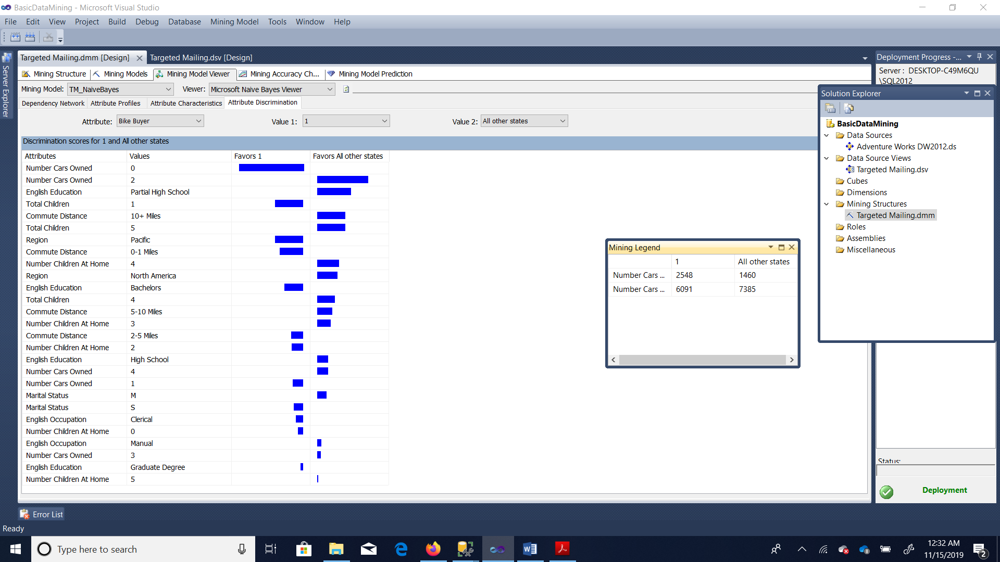 BasicDataMining - Microsoft Visual Studio
File Edit View Project Build Debug Database Mining Model Tools Window Help
Server Explorer
Targeted Mailing.dmm [Design] Targeted Mailing.dsv [Design]
Mining Structure Mining Models Mining Model Viewer Mining Accuracy Ch... Mining Model Prediction
Mining Model: TM_NaiveBayes Viewer: Microsoft Naive Bayes Viewer
Dependency Network Attribute Profiles Attribute Characteristics Attribute Discrimination
Attribute: Bike Buyer Value 1: 1 Value 2: All other states
Discrimination scores for 1 and All other states
Attributes Values Favors 1 Favors All other states
Number Cars Owned 0
Number Cars Owned 2
English Education Partial High School
Total Children 1
Commute Distance 10+ Miles
Total Children 5
Region Pacific
Commute Distance 0-1 Miles
Number Children At Home 4
Region North America
English Education Bachelors
Total Children 4
Commute Distance 5-10 Miles
Number Children At Home 3
Commute Distance 2-5 Miles
Number Children At Home 2
English Education High School
Number Cars Owned 4
Number Cars Owned 1
Marital Status M
Marital Status S
English Occupation Clerical
Number Children At Home 0
English Occupation Manual
Number Cars Owned 3
English Education Graduate Degree
Number Children At Home 5
Mining Legend
1 All other states
Number Cars ... 2548 1460
Number Cars ... 6091 7385
Deployment Progress -...
Server : DESKTOP-C49M6QU
\SQL2012
Solution Explorer
BasicDataMining
Data Sources
Adventure Works DW2012.ds
Data Source Views
Targeted Mailing.dsv
Cubes
Dimensions
Mining Structures
Targeted Mailing.dmm
Roles
Assemblies
Miscellaneous
Status:
Deployment
Error List
Ready
Type here to search
12:32 AM
11/15/2019
2